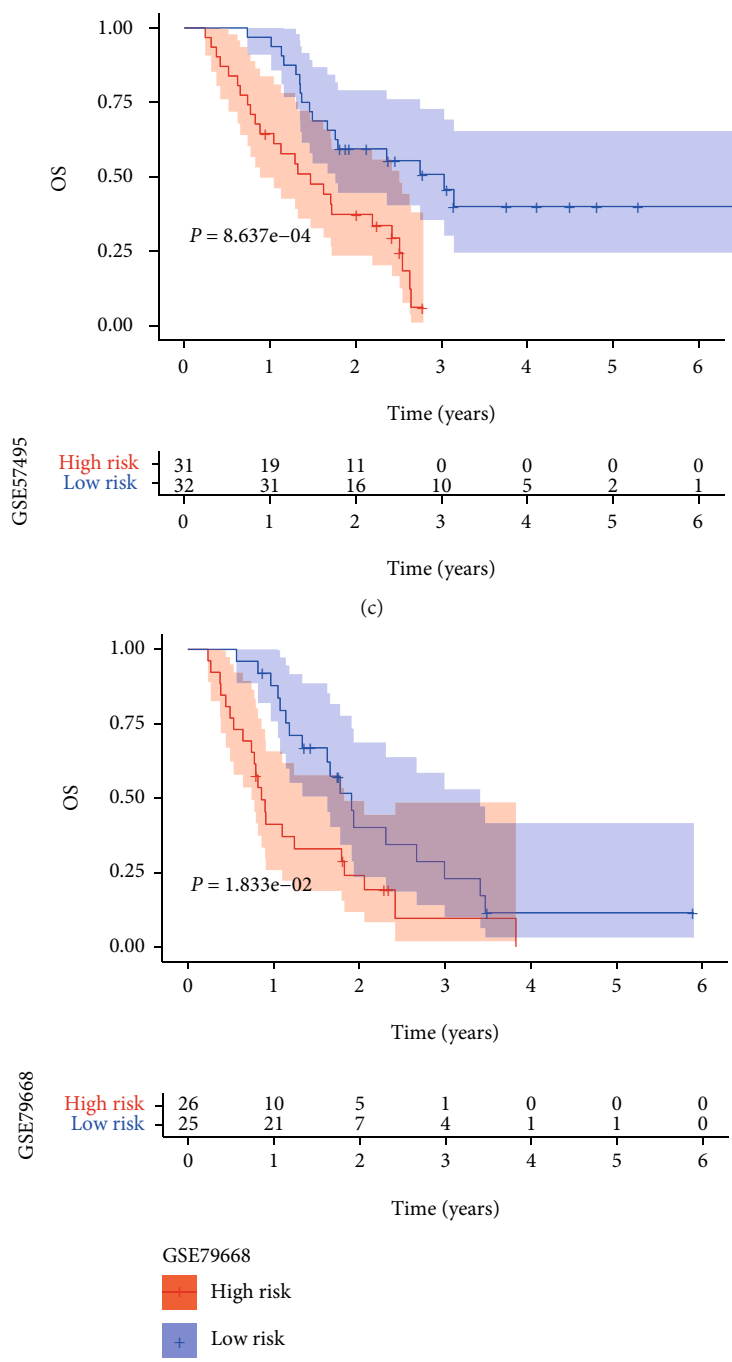 1.00
0.75
OS
0.50
P = 8.637e−04
0.25
0.00
0 1 2 3 4 5 6
Time (years)
GSE57495
High risk 31 19 11 0 0 0 0
Low risk 32 31 16 10 5 2 1
0 1 2 3 4 5 6
Time (years)
(c)
1.00
0.75
OS
0.50
P = 1.833e−02
0.25
0.00
0 1 2 3 4 5 6
Time (years)
GSE79668
High risk 26 10 5 1 0 0 0
Low risk 25 21 7 4 1 1 0
0 1 2 3 4 5 6
Time (years)
GSE79668
High risk
Low risk